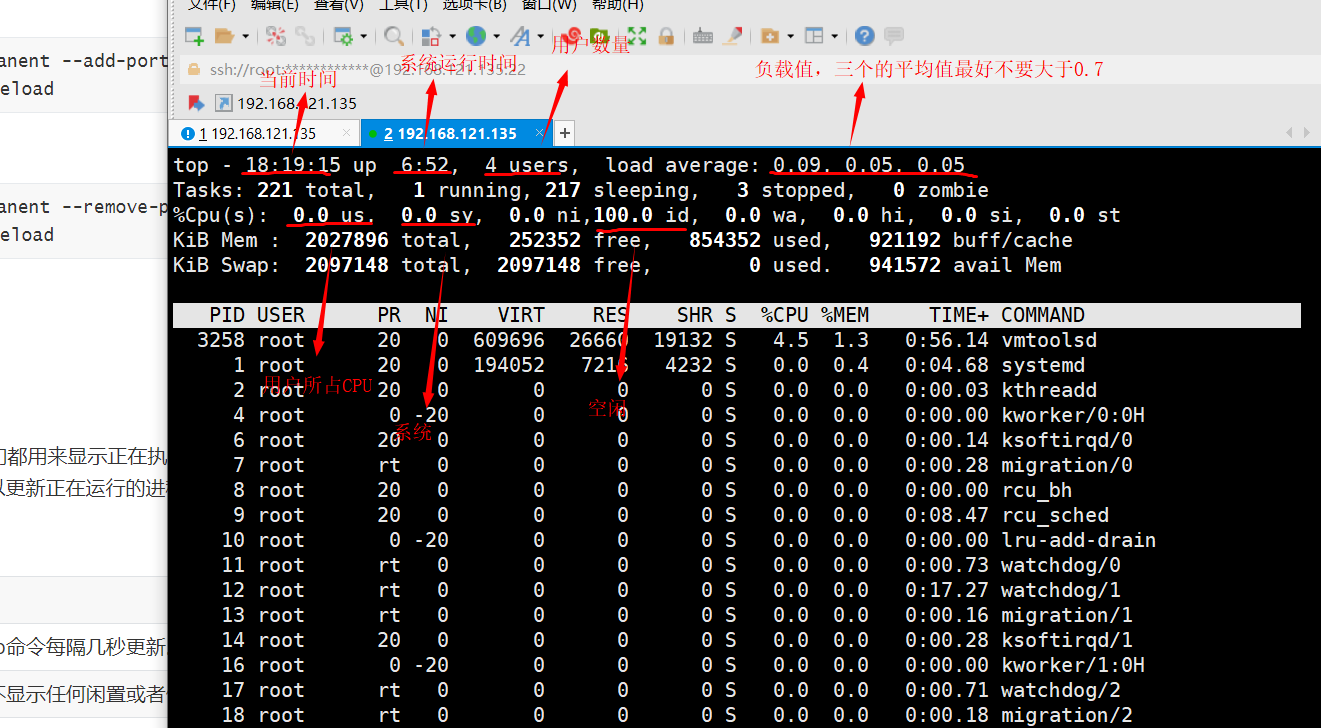 文件(F) 编辑(E) 查看(V) 工具(T) 选项卡(B) 窗口(W) 帮助(H)
anent --add-port
eload
anent --remove-p
eload
都用来显示正在执
更新正在运行的进
命令每隔几秒更新
显示任何闲置或者
用户数量
系统运行时间
当前时间
负载值，三个的平均值最好不要大于0.7
ssh://root:************@192.168.121.135:22
192.168.121.135
1 192.168.121.135 × 2 192.168.121.135 × +
top - 18:19:15 up 6:52, 4 users, load average: 0.09, 0.05, 0.05
Tasks: 221 total, 1 running, 217 sleeping, 3 stopped, 0 zombie
%Cpu(s): 0.0 us, 0.0 sy, 0.0 ni,100.0 id, 0.0 wa, 0.0 hi, 0.0 si, 0.0 st
KiB Mem : 2027896 total, 252352 free, 854352 used, 921192 buff/cache
KiB Swap: 2097148 total, 2097148 free, 0 used. 941572 avail Mem
PID USER PR NI VIRT RES SHR S %CPU %MEM TIME+ COMMAND
3258 root 20 0 609696 26660 19132 S 4.5 1.3 0:56.14 vmtoolsd
1 root 20 0 194052 7216 4232 S 0.0 0.4 0:04.68 systemd
2 root 20 0 0 0 0 S 0.0 0.0 0:00.03 kthreadd
4 root 0 -20 0 0 0 S 0.0 0.0 0:00.00 kworker/0:0H
6 root 20 0 0 0 0 S 0.0 0.0 0:00.14 ksoftirqd/0
7 root rt 0 0 0 0 S 0.0 0.0 0:00.28 migration/0
8 root 20 0 0 0 0 S 0.0 0.0 0:00.00 rcu_bh
9 root 20 0 0 0 0 S 0.0 0.0 0:08.47 rcu_sched
10 root 0 -20 0 0 0 S 0.0 0.0 0:00.00 lru-add-drain
11 root rt 0 0 0 0 S 0.0 0.0 0:00.73 watchdog/0
12 root rt 0 0 0 0 S 0.0 0.0 0:17.27 watchdog/1
13 root rt 0 0 0 0 S 0.0 0.0 0:00.16 migration/1
14 root 20 0 0 0 0 S 0.0 0.0 0:00.28 ksoftirqd/1
16 root 0 -20 0 0 0 S 0.0 0.0 0:00.00 kworker/1:0H
17 root rt 0 0 0 0 S 0.0 0.0 0:00.71 watchdog/2
18 root rt 0 0 0 0 S 0.0 0.0 0:00.18 migration/2
用户所占CPU
系统
空闲